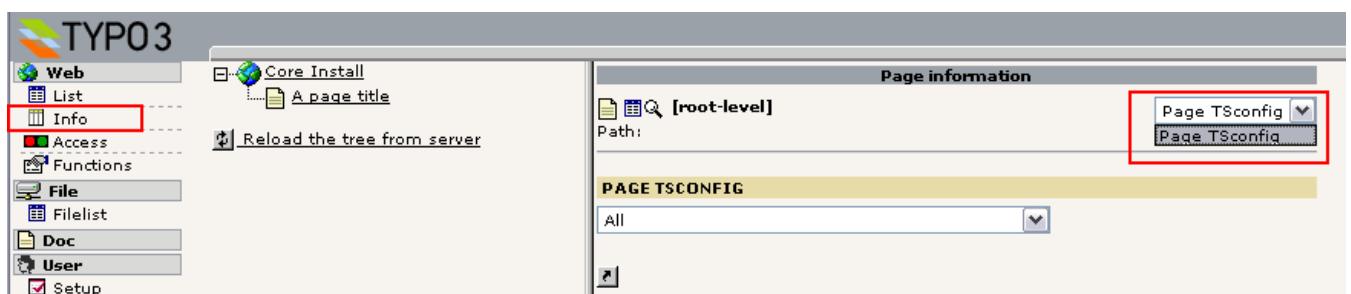 TYPO3
Web
List
Info
Access
Functions
File
Filelist
Doc
User
Setup
Core Install
A page title
Reload the tree from server
Page information
[root-level]
Path:
Page TSconfig
Page TSconfig
PAGE TSCONFIG
All